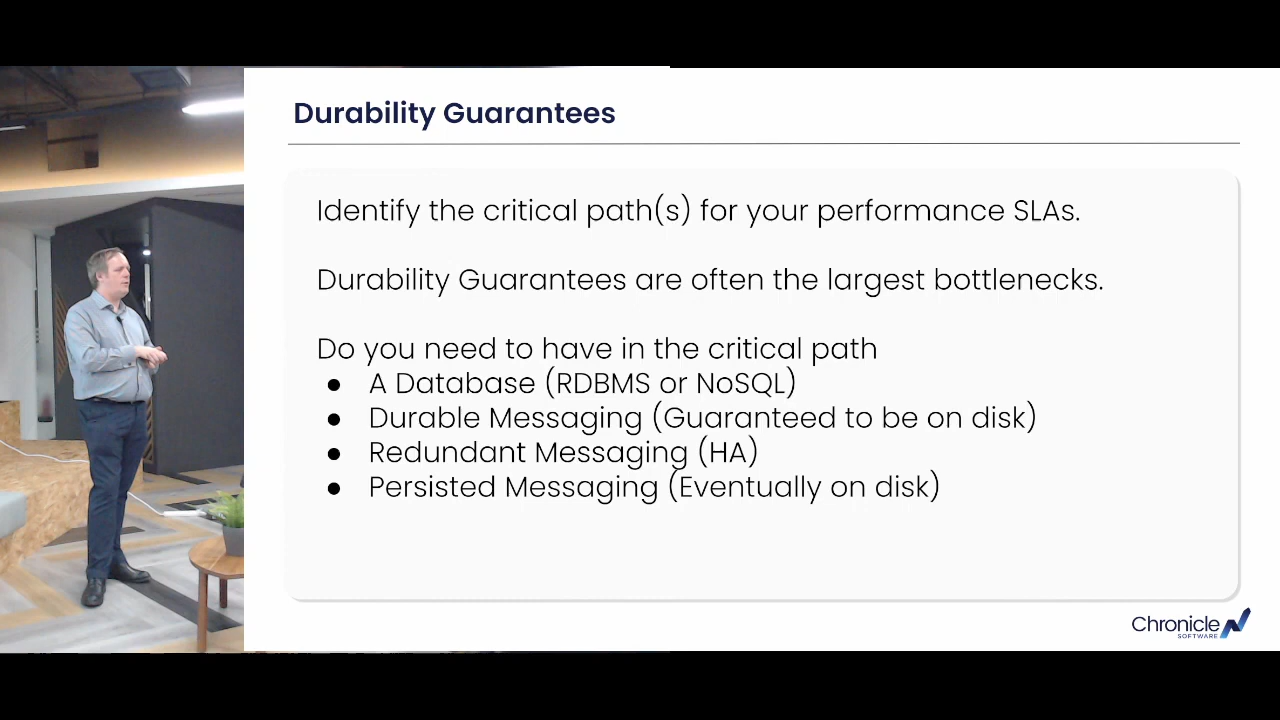 Durability Guarantees
Identify the critical path(s) for your performance SLAs.
Durability Guarantees are often the largest bottlenecks.
Do you need to have in the critical path
● A Database (RDBMS or NoSQL)
● Durable Messaging (Guaranteed to be on disk)
● Redundant Messaging (HA)
● Persisted Messaging (Eventually on disk)
Chronicle
SOFTWARE